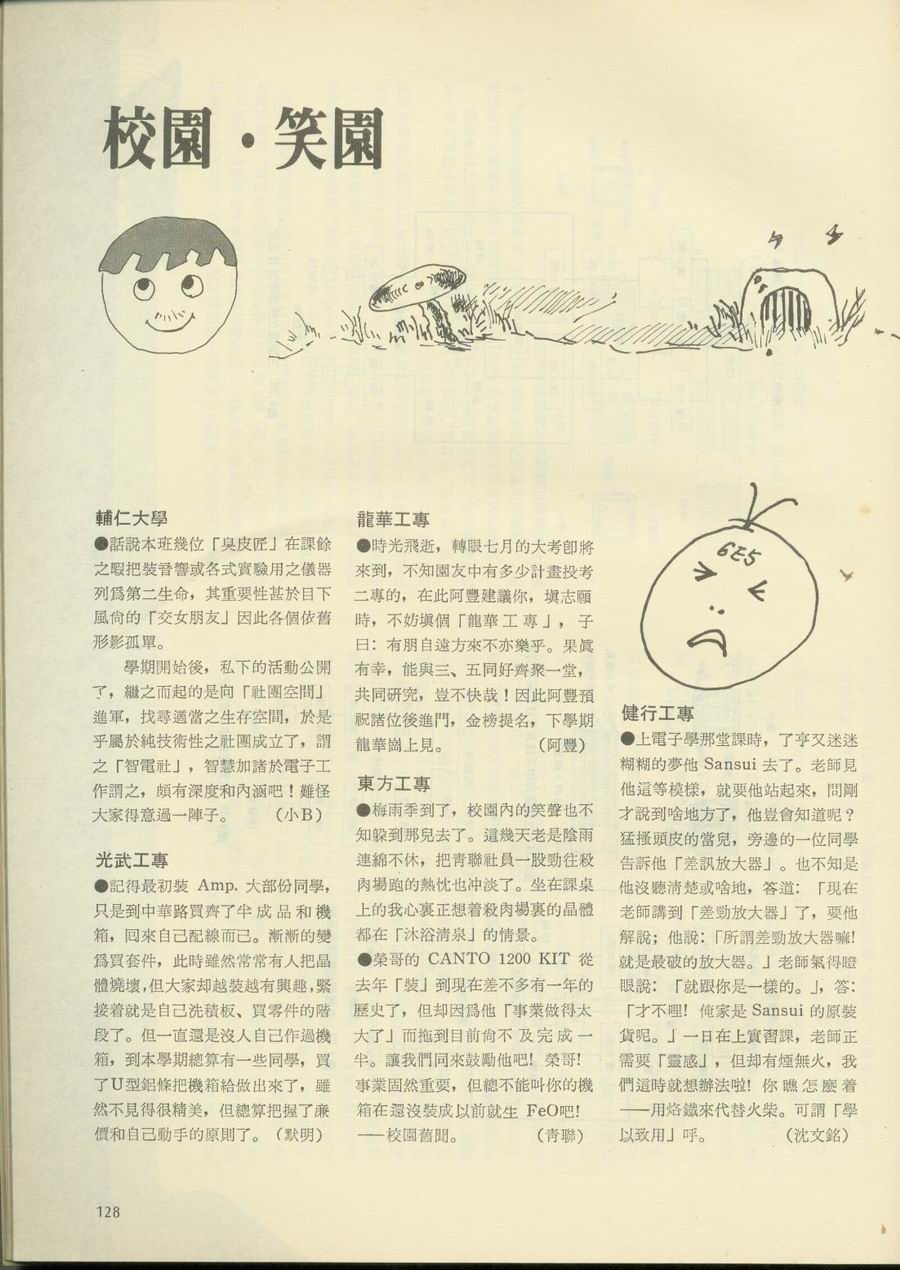 校園・笑園
輔仁大學
●話說本班幾位「臭皮匠」在課餘
之暇把裝音響或各式實驗用之儀器
列爲第二生命，其重要性甚於目下
風尙的「交女朋友」因此各個依舊
形影孤單。
學期開始後，私下的活動公開
了，繼之而起的是向「社團空間」
進軍，找尋適當之生存空間，於是
乎屬於純技術性之社團成立了，謂
之「智電社」，智慧加諸於電子工
作謂之，頗有深度和內涵吧！難怪
大家得意過一陣子。　（小B）
光武工專
●記得最初裝 Amp. 大部份同學，
只是到中華路買齊了半成品和機
箱，囘來自己配線而己。漸漸的變
爲買套件，此時雖然常常有人把晶
體燒壞，但大家却越裝越有興趣，緊
接着就是自己洗積板、買零件的階
段了。但一直還是沒人自己作過機
箱，到本學期總算有一些同學，買
了U型鋁條把機箱給做出來了，雖
然不見得很精美，但總算把握了廉
價和自己動手的原則了。（默明）
龍華工專
●時光飛逝，轉眼七月的大考卽將
來到，不知園友中有多少計畫投考
二專的，在此阿豐建議你，塡志願
時，不妨塡個「龍華工專」，子
曰：有朋自遠方來不亦樂乎。果眞
有幸，能與三、五同好齊聚一堂，
共同硏究，豈不快哉！因此阿豐預
祝諸位後進門，金榜提名，下學期
龍華崗上見。　（阿豐）
東方工專
●梅雨季到了，校園內的笑聲也不
知躱到那兒去了。這幾天老是陰雨
連綿不休，把靑聯社員一股勁往殺
肉場跑的熱忱也冲淡了。坐在課桌
上的我心裏正想着殺肉場裏的晶體
都在「沐浴淸泉」的情景。
●榮哥的 CANTO 1200 KIT 從
去年「裝」到現在差不多有一年的
歷史了，但却因爲他「事業做得太
大了」而拖到目前尙不及完成一
半。讓我們同來鼓勵他吧！榮哥！
事業固然重要，但總不能叫你的機
箱在還沒裝成以前就生 FeO吧！
──校園舊聞。　（靑聯）
6E5
健行工專
●上電子學那堂課時，了亨又迷迷
糊糊的夢他 Sansui 去了。老師見
他這等模樣，就要他站起來，問剛
才說到啥地方了，他豈會知道呢？
猛搔頭皮的當兒，旁邊的一位同學
告訴他「差訊放大器」。也不知是
他沒聽淸楚或啥地，答道：「現在
老師講到「差勁放大器」了，要他
解說；他說：「所謂差勁放大器嘛！
就是最破的放大器。」老師氣得瞪
眼說：「就跟你是一樣的。」，答：
「才不哩！俺家是 Sansui 的原裝
貨呢。」一日在上實習課，老師正
需要「靈感」，但却有煙無火，我
們這時就想辦法啦！你瞧怎麼着
──用烙鐵來代替火柴。可謂「學
以致用」呼。　（沈文銘）
128